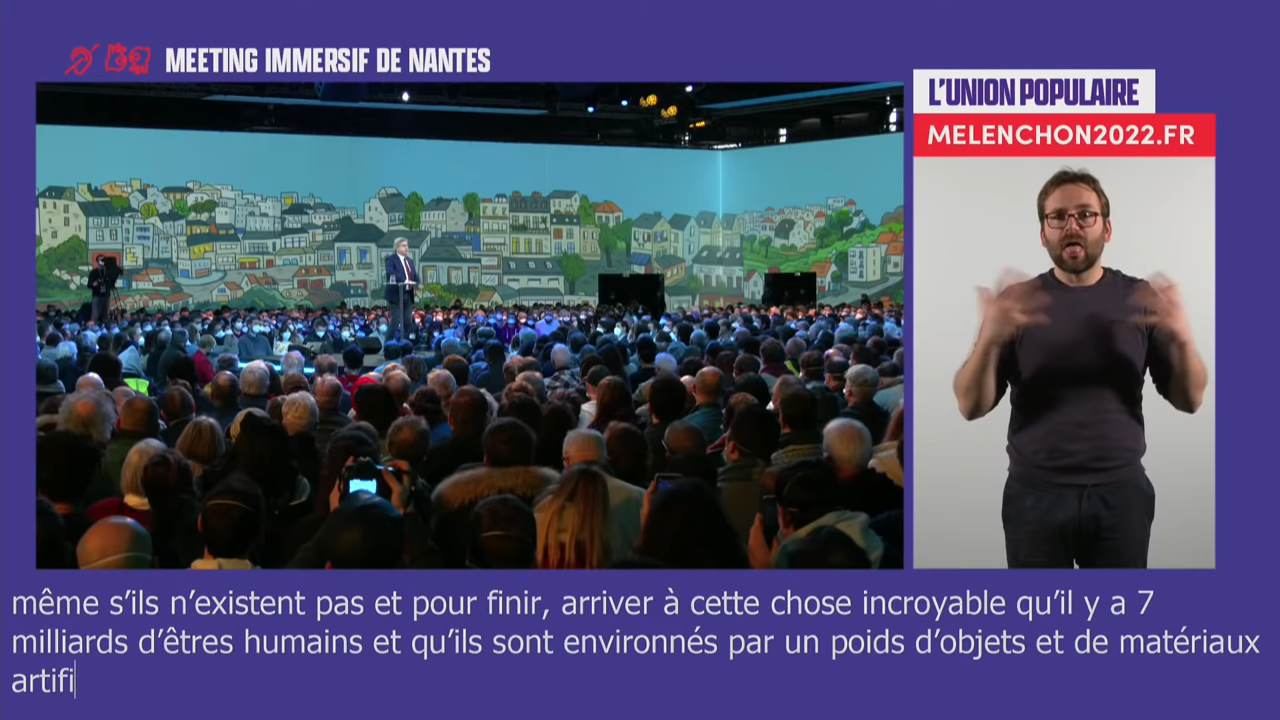 MEETING IMMERSIF DE NANTES
L’UNION POPULAIRE
MELENCHON2022.FR
même s’ils n’existent pas et pour finir, arriver à cette chose incroyable qu’il y a 7
milliards d’êtres humains et qu’ils sont environnés par un poids d’objets et de matériaux
artifi